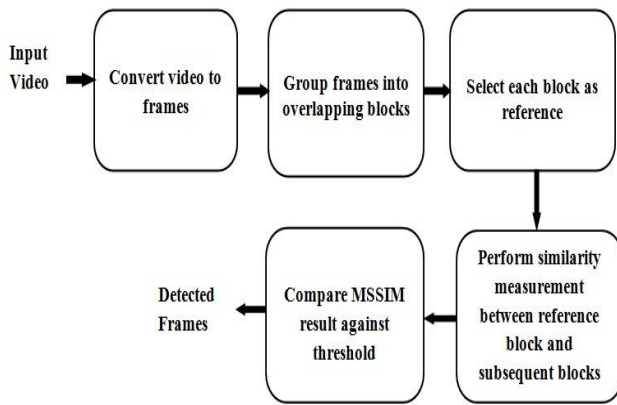 Input
Video
Convert video to
frames
Group frames into
overlapping blocks
Select each block as
reference
Perform similarity
measurement
between reference
block and
subsequent blocks
Compare MSSIM
result against
threshold
Detected
Frames